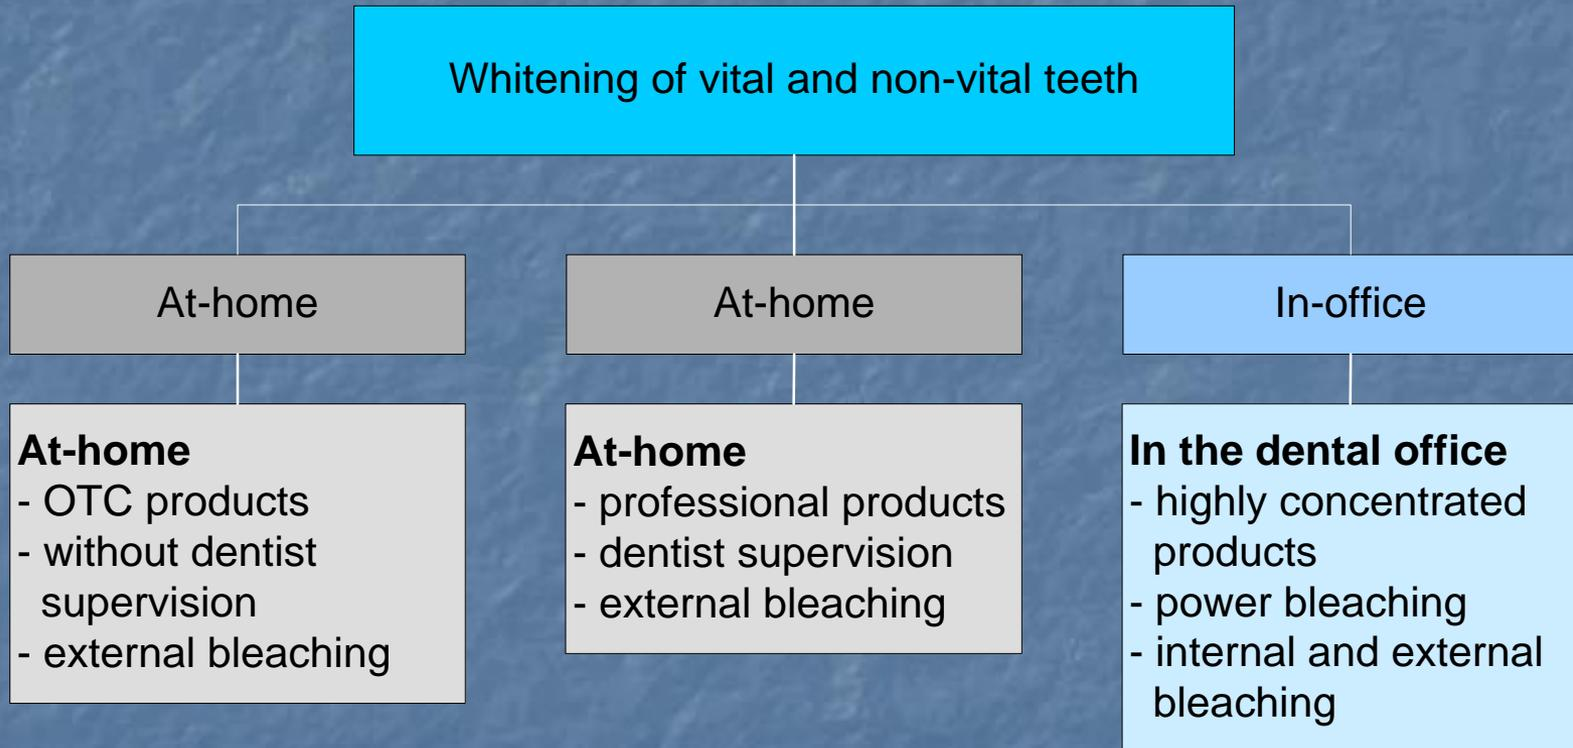 Whitening of vital and non-vital teeth
At-home
At-home
In-office
At-home
- OTC products
- without dentist
supervision
- external bleaching
At-home
- professional products
- dentist supervision
- external bleaching
In the dental office
- highly concentrated
products
- power bleaching
- internal and external
bleaching